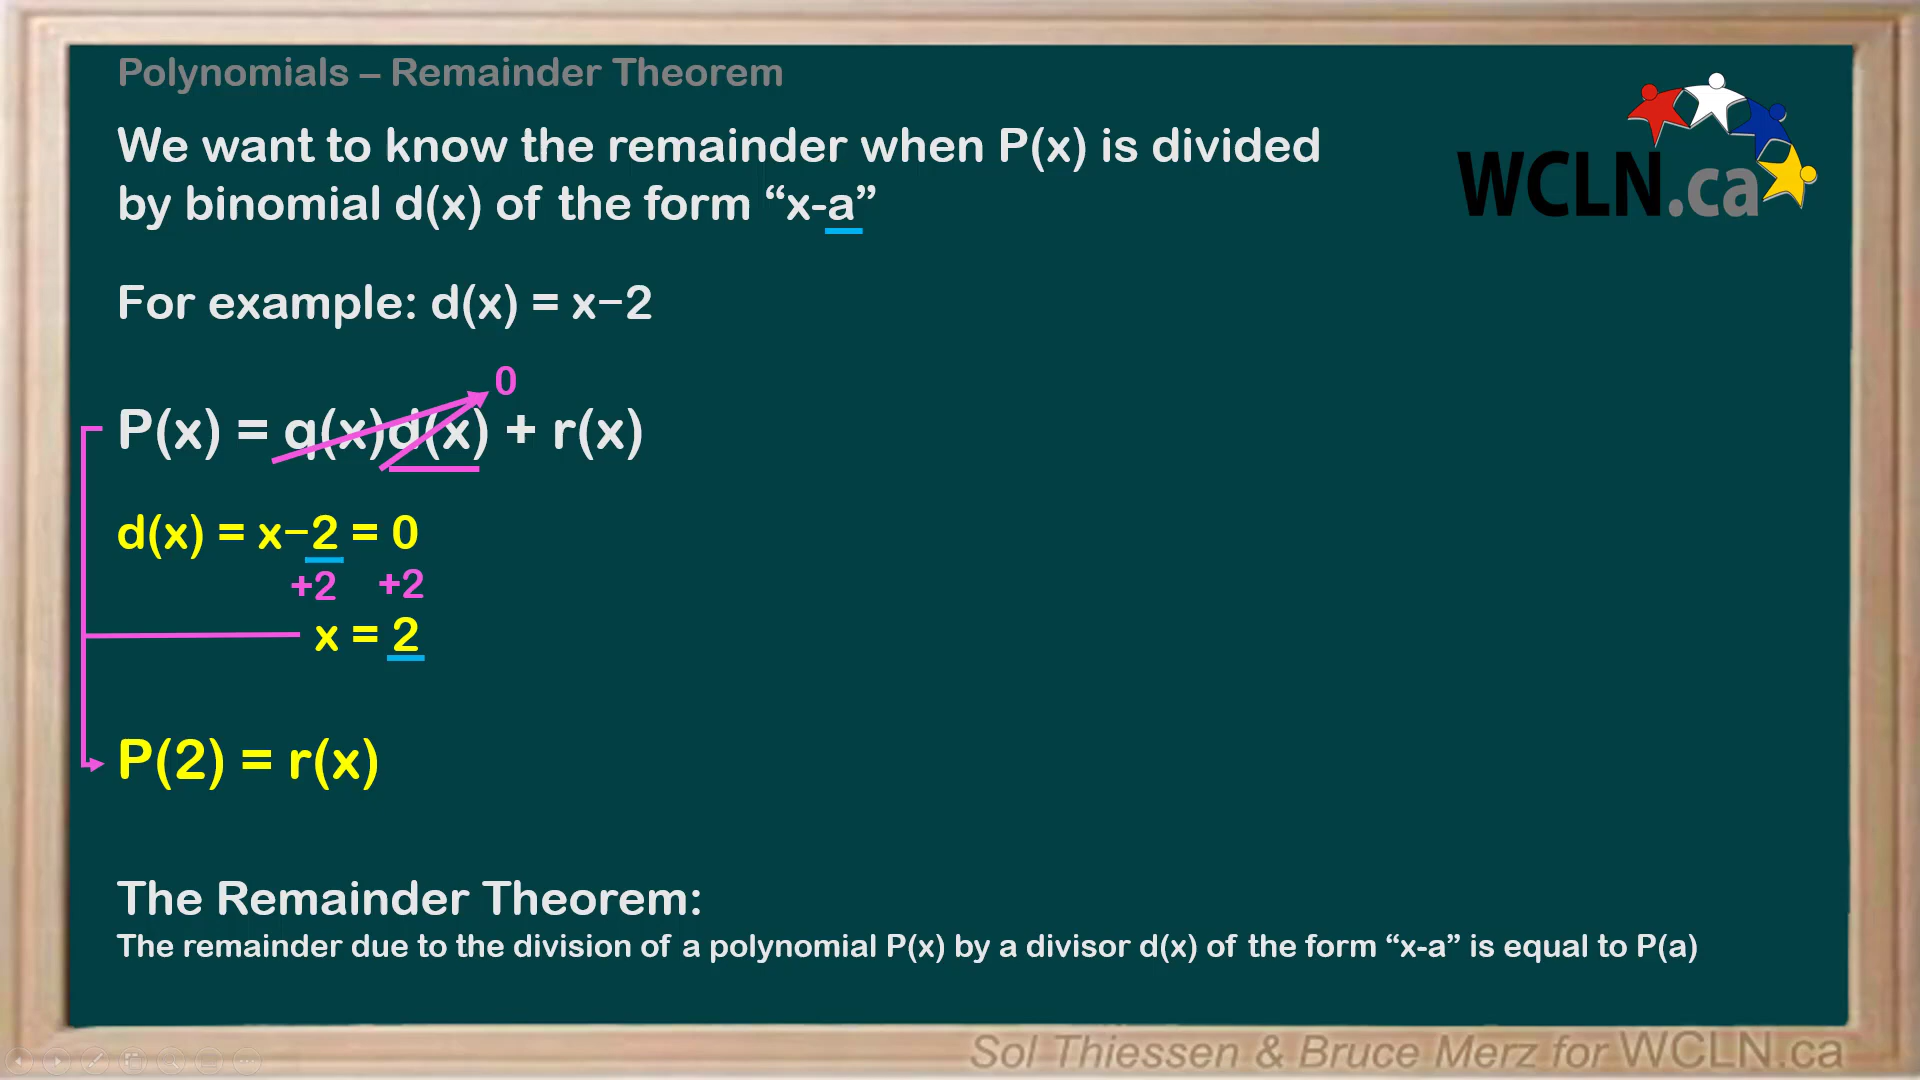 Polynomials – Remainder Theorem
WCLN.ca
We want to know the remainder when P(x) is divided
by binomial d(x) of the form “x-a”
For example: d(x) = x−2
0
P(x) = q(x)d(x) + r(x)
d(x) = x−2 = 0
+2 +2
x = 2
P(2) = r(x)
The Remainder Theorem:
The remainder due to the division of a polynomial P(x) by a divisor d(x) of the form “x-a” is equal to P(a)
Sol Thiessen & Bruce Merz for WCLN.ca